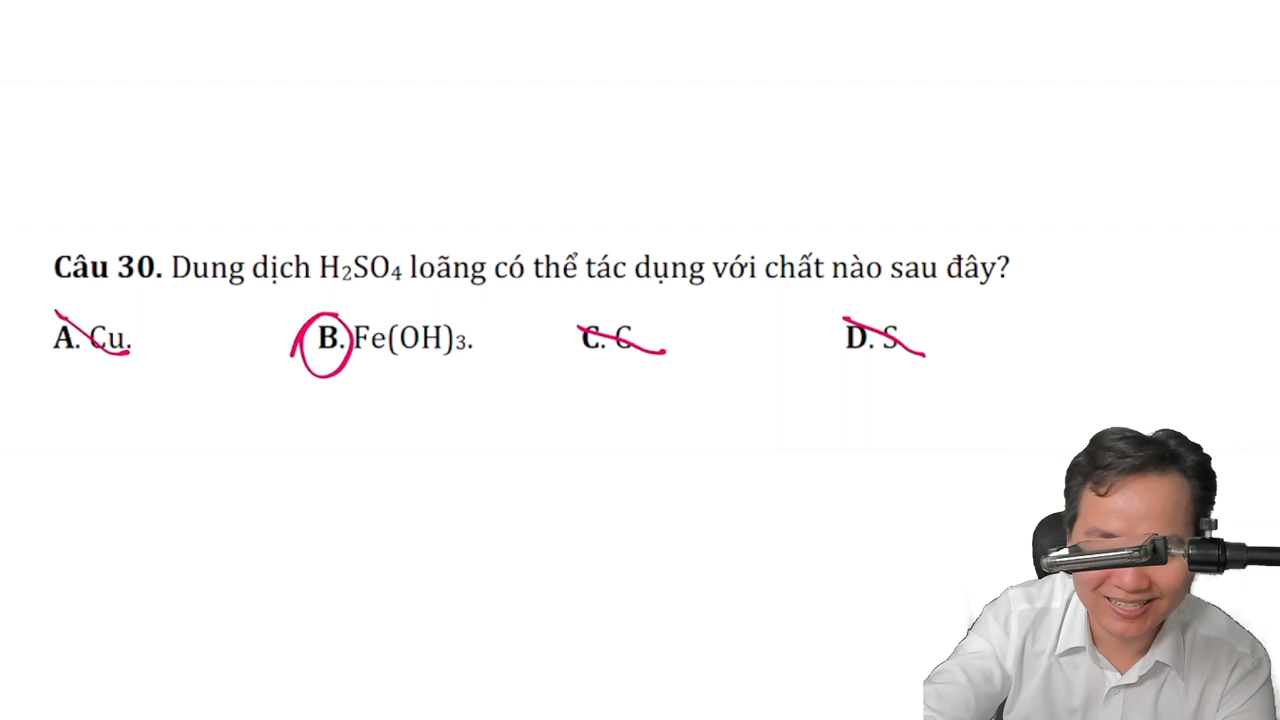 Câu 30. Dung dịch H₂SO₄ loãng có thể tác dụng với chất nào sau đây?
A. Cu. B. Fe(OH)₃. C. C D. S